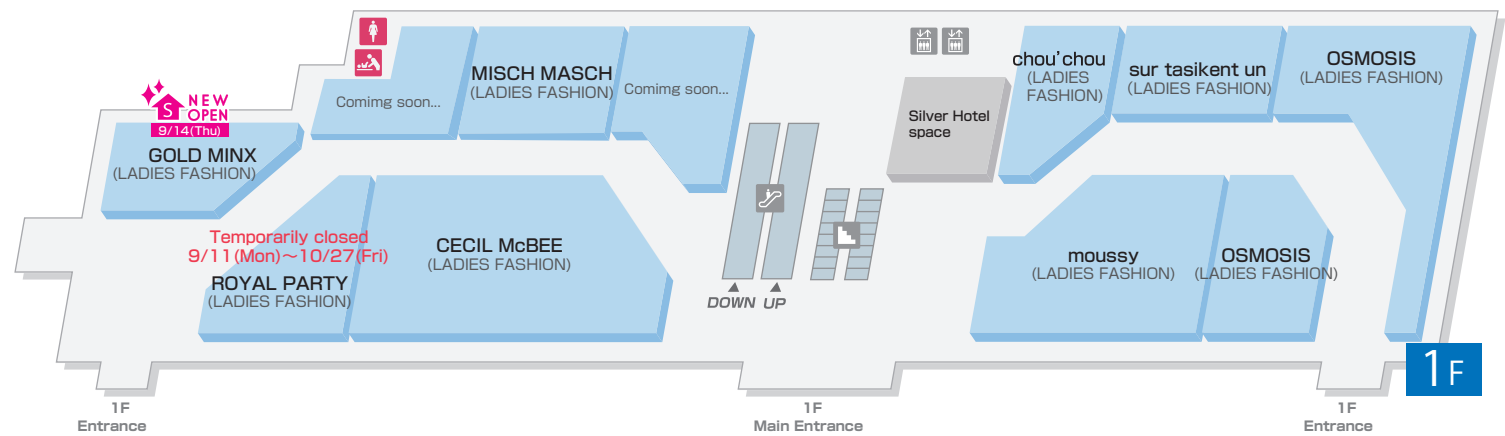 NEW
OPEN
S
9/14(Thu)
GOLD MINX
(LADIES FASHION)
Comimg soon...
MISCH MASCH
(LADIES FASHION)
Comimg soon...
Silver Hotel
space
chou'chou
(LADIES
FASHION)
sur tasikent un
(LADIES FASHION)
OSMOSIS
(LADIES FASHION)
Temporarily closed
9/11(Mon)～10/27(Fri)
ROYAL PARTY
(LADIES FASHION)
CECIL McBEE
(LADIES FASHION)
DOWN UP
moussy
(LADIES FASHION)
OSMOSIS
(LADIES FASHION)
1F
1F
Entrance
1F
Main Entrance
1F
Entrance